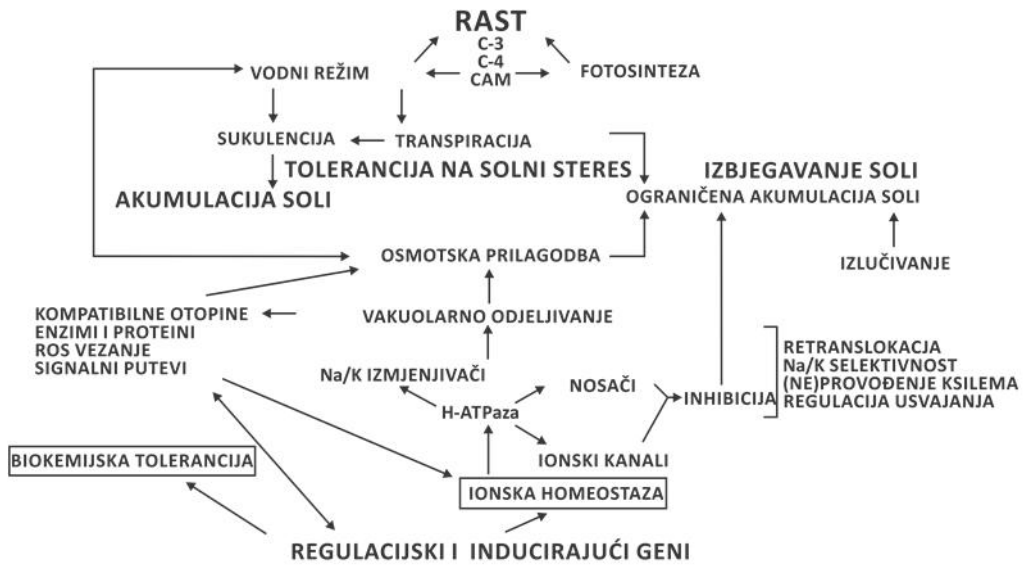 RAST
C-3
C-4
CAM
VODNI REŽIM
FOTOSINTEZA
SUKULENCIJA
TRANSPIRACIJA
TOLERANCIJA NA SOLNI STERES
IZBJEGAVANJE SOLI
AKUMULACIJA SOLI
OGRANIČENA AKUMULACIJA SOLI
OSMOTSKA PRILAGODBA
IZLUČIVANJE
KOMPATIBILNE OTOPINE
ENZIMI I PROTEINI
ROS VEZANJE
SIGNALNI PUTEVI
VAKUOLARNO ODJELJIVANJE
Na/K IZMJENJIVAČI
NOSAČI
H-ATPaza
INHIBICIJA
RETRANSLOKACJA
Na/K SELEKTIVNOST
(NE)PROVOĐENJE KSILEMA
REGULACIJA USVAJANJA
IONSKI KANALI
BIOKEMIJSKA TOLERANCIJA
IONSKA HOMEOSTAZA
REGULACIJSKI I INDUCIRAJUĆI GENI